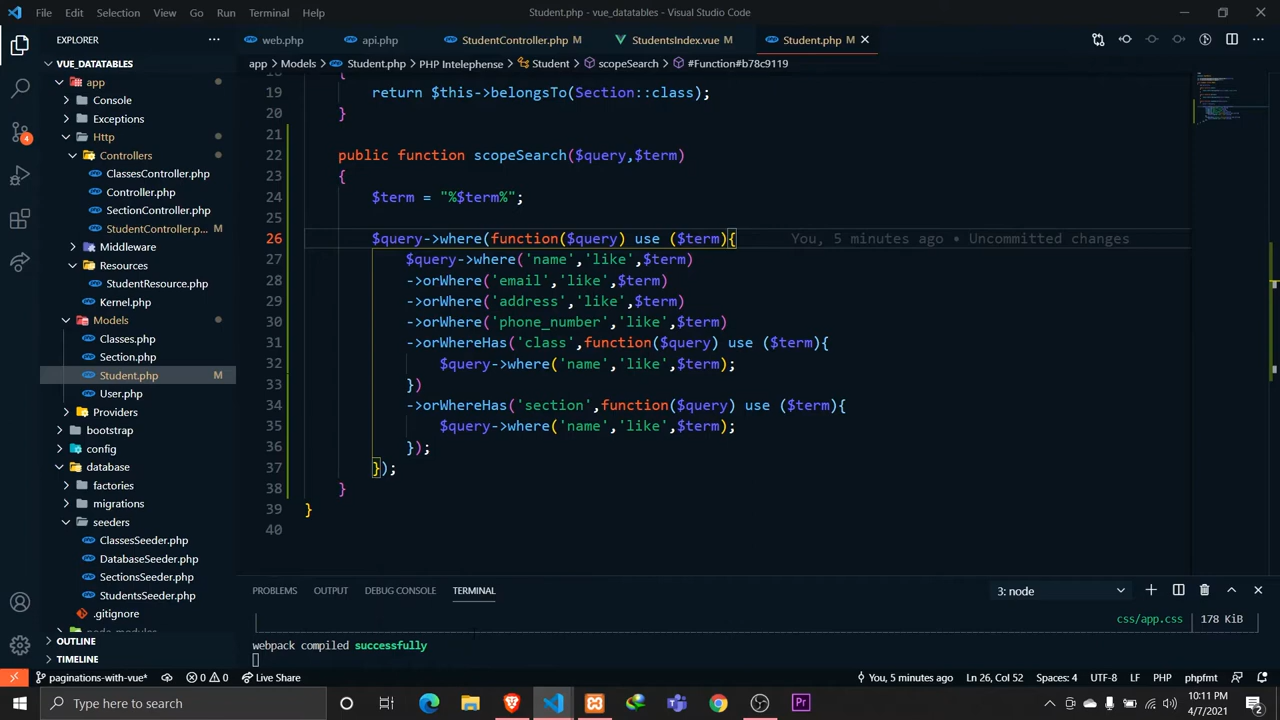 File Edit Selection View Go Run Terminal Help
Student.php - vue_datatables - Visual Studio Code
EXPLORER
web.php api.php StudentController.php M StudentsIndex.vue M Student.php M
VUE_DATATABLES
app > Models > Student.php > PHP Intelephense > Student > scopeSearch > #Function#b78c9119
app
Console
Exceptions
Http
Controllers
ClassesController.php
Controller.php
SectionController.php
StudentController.p... M
Middleware
Resources
StudentResource.php
Kernel.php
Models
Classes.php
Section.php
Student.php M
User.php
Providers
bootstrap
config
database
factories
migrations
seeders
ClassesSeeder.php
DatabaseSeeder.php
SectionsSeeder.php
StudentsSeeder.php
.gitignore
node_modules
OUTLINE
TIMELINE
18 {
19 return $this->belongsTo(Section::class);
20 }
21
22 public function scopeSearch($query,$term)
23 {
24 $term = "%$term%";
25
26 $query->where(function($query) use ($term){ You, 5 minutes ago • Uncommitted changes
27 $query->where('name','like',$term)
28 ->orWhere('email','like',$term)
29 ->orWhere('address','like',$term)
30 ->orWhere('phone_number','like',$term)
31 ->orWhereHas('class',function($query) use ($term){
32 $query->where('name','like',$term);
33 })
34 ->orWhereHas('section',function($query) use ($term){
35 $query->where('name','like',$term);
36 });
37 });
38 }
39 }
40
PROBLEMS OUTPUT DEBUG CONSOLE TERMINAL 3: node
css/app.css | 178 KiB
webpack compiled successfully
4
paginations-with-vue* 0 0 Live Share You, 5 minutes ago Ln 26, Col 52 Spaces: 4 UTF-8 LF PHP phpfmt
Type here to search
Pr
10:11 PM
4/7/2021
2